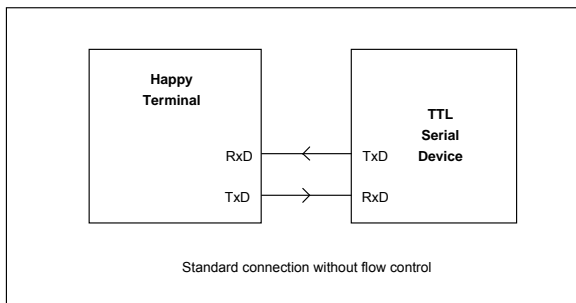 Happy
Terminal
TTL
Serial
Device
RxD
TxD
TxD
RxD
Standard connection without flow control